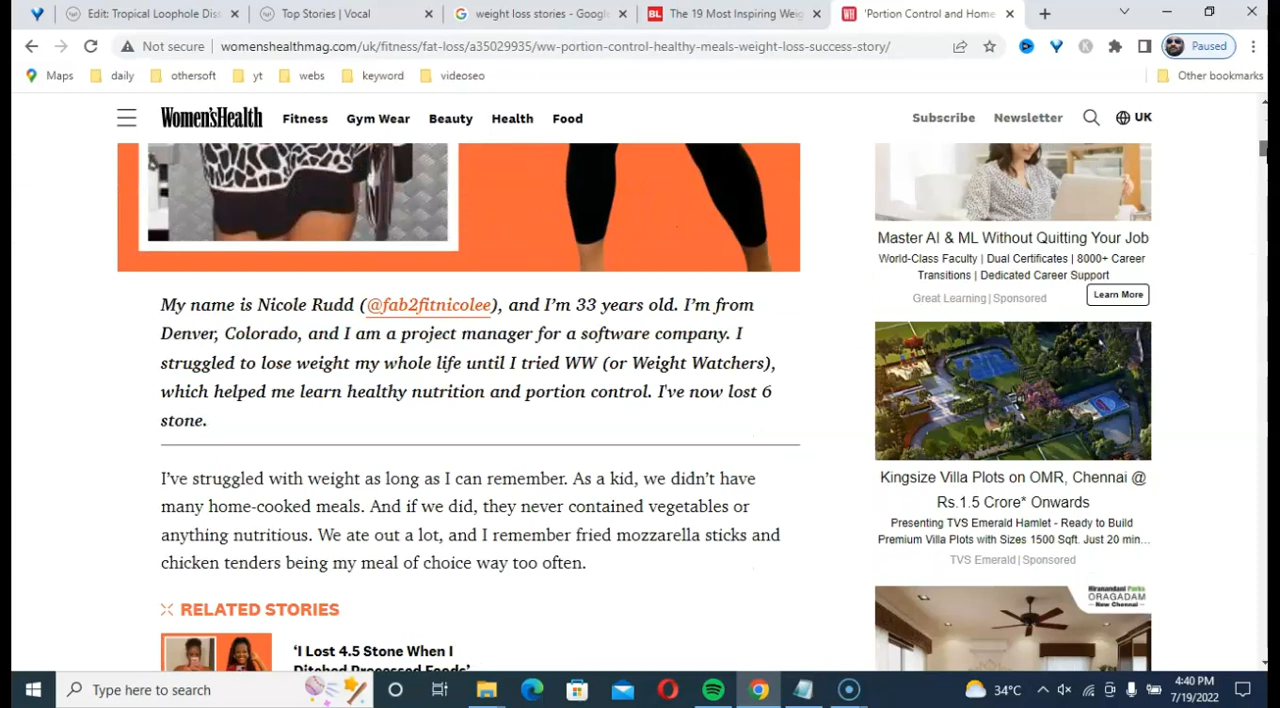 Edit: Tropical Loophole Dis
Top Stories | Vocal
weight loss stories - Google
The 19 Most Inspiring Weig
'Portion Control and Home
Not secure
womenshealthmag.com/uk/fitness/fat-loss/g35029935/ww-portion-control-healthy-meals-weight-loss-success-story/
Paused
Maps
daily
othersoft
yt
webs
keyword
videoseo
Other bookmarks
Women'sHealth
Fitness
Gym Wear
Beauty
Health
Food
Subscribe
Newsletter
UK
My name is Nicole Rudd (@fab2fitnicolee), and I'm 33 years old. I'm from
Denver, Colorado, and I am a project manager for a software company. I
struggled to lose weight my whole life until I tried WW (or Weight Watchers),
which helped me learn healthy nutrition and portion control. I've now lost 6
stone.
I've struggled with weight as long as I can remember. As a kid, we didn't have
many home-cooked meals. And if we did, they never contained vegetables or
anything nutritious. We ate out a lot, and I remember fried mozzarella sticks and
chicken tenders being my meal of choice way too often.
RELATED STORIES
'I Lost 4.5 Stone When I
Ditched Processed Foods'
Master AI & ML Without Quitting Your Job
World-Class Faculty | Dual Certificates | 8000+ Career
Transitions | Dedicated Career Support
Great Learning | Sponsored
Learn More
Kingsize Villa Plots on OMR, Chennai @
Rs.1.5 Crore* Onwards
Presenting TVS Emerald Hamlet - Ready to Build
Premium Villa Plots with Sizes 1500 Sqft. Just 20 min...
TVS Emerald | Sponsored
Hiranandani Parks
ORAGADAM
New Chennai
Type here to search
34°C
4:40 PM
7/19/2022